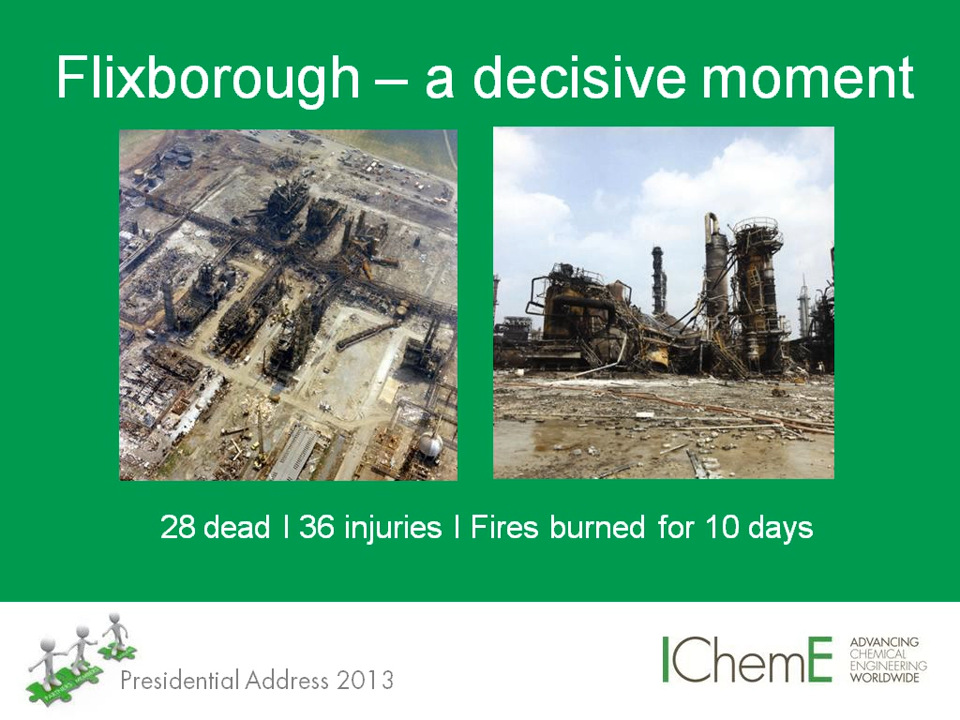 Flixborough – a decisive moment
28 dead I 36 injuries I Fires burned for 10 days
Presidential Address 2013
IChemE
ADVANCING
CHEMICAL
ENGINEERING
WORLDWIDE